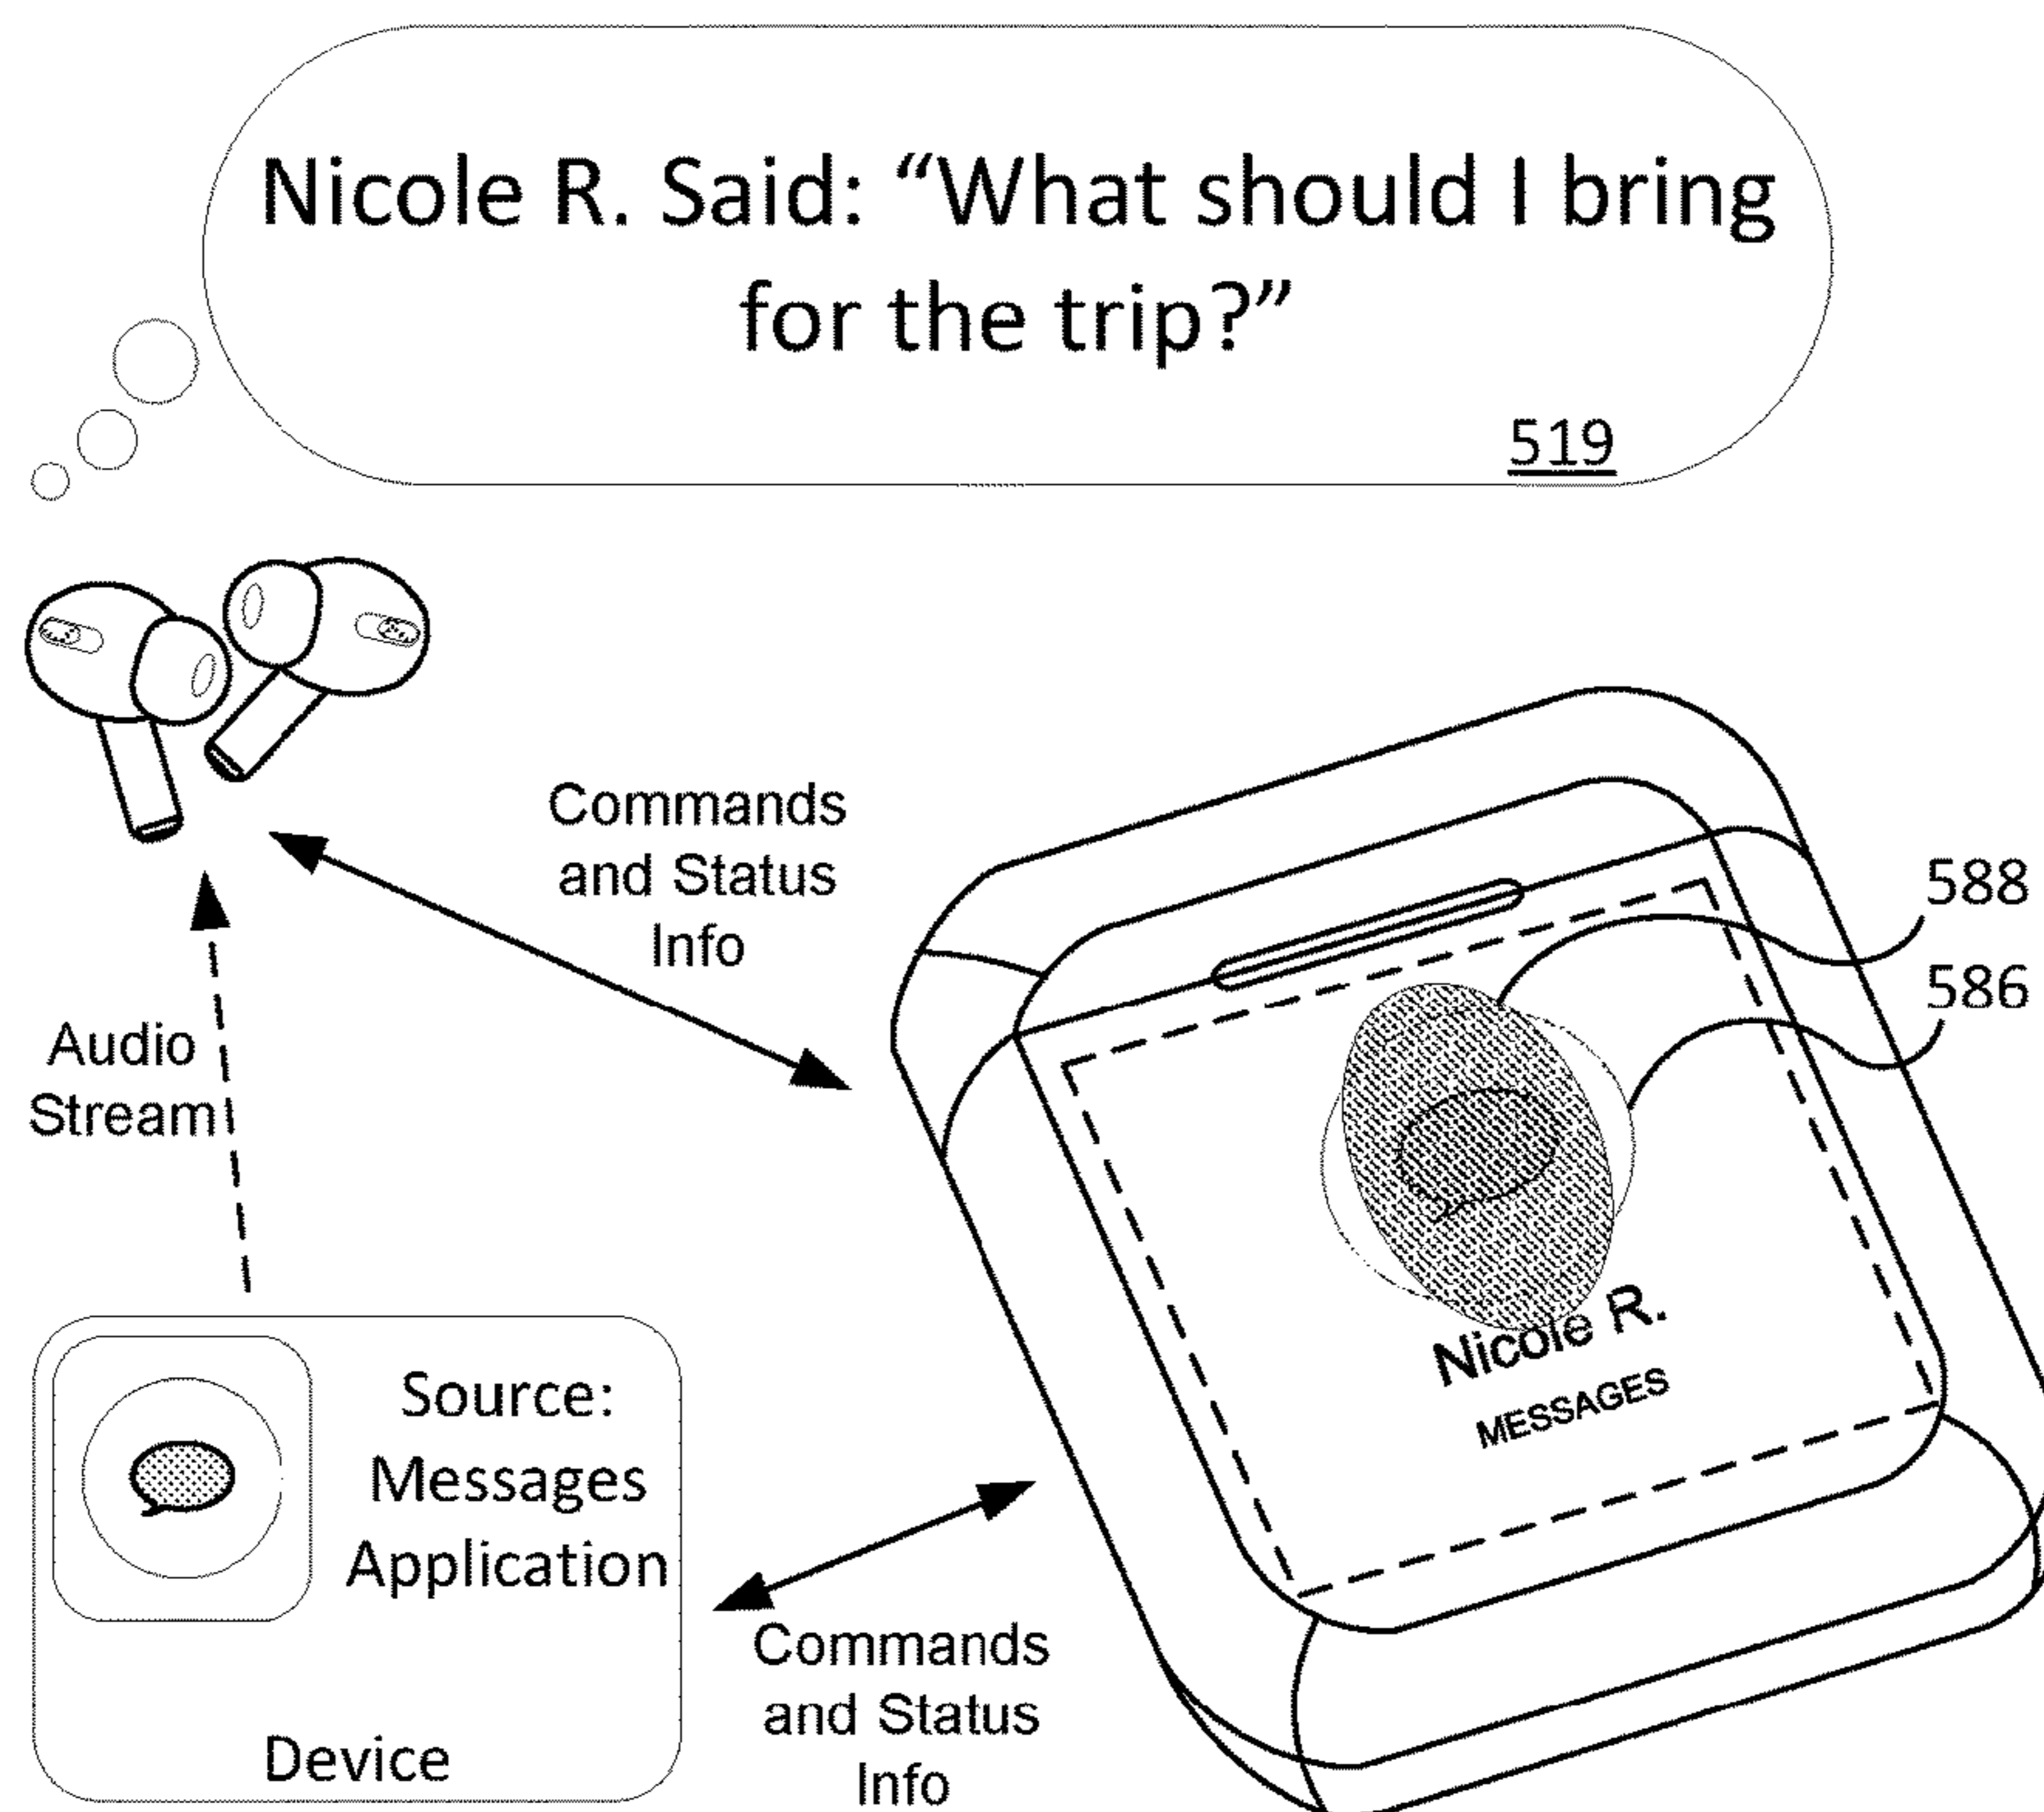 Nicole R. Said: “What should I bring
for the trip?”
519
Commands
and Status
Info
588
586
Audio
Stream
Nicole R.
MESSAGES
Source:
Messages
Application
Device
Commands
and Status
Info